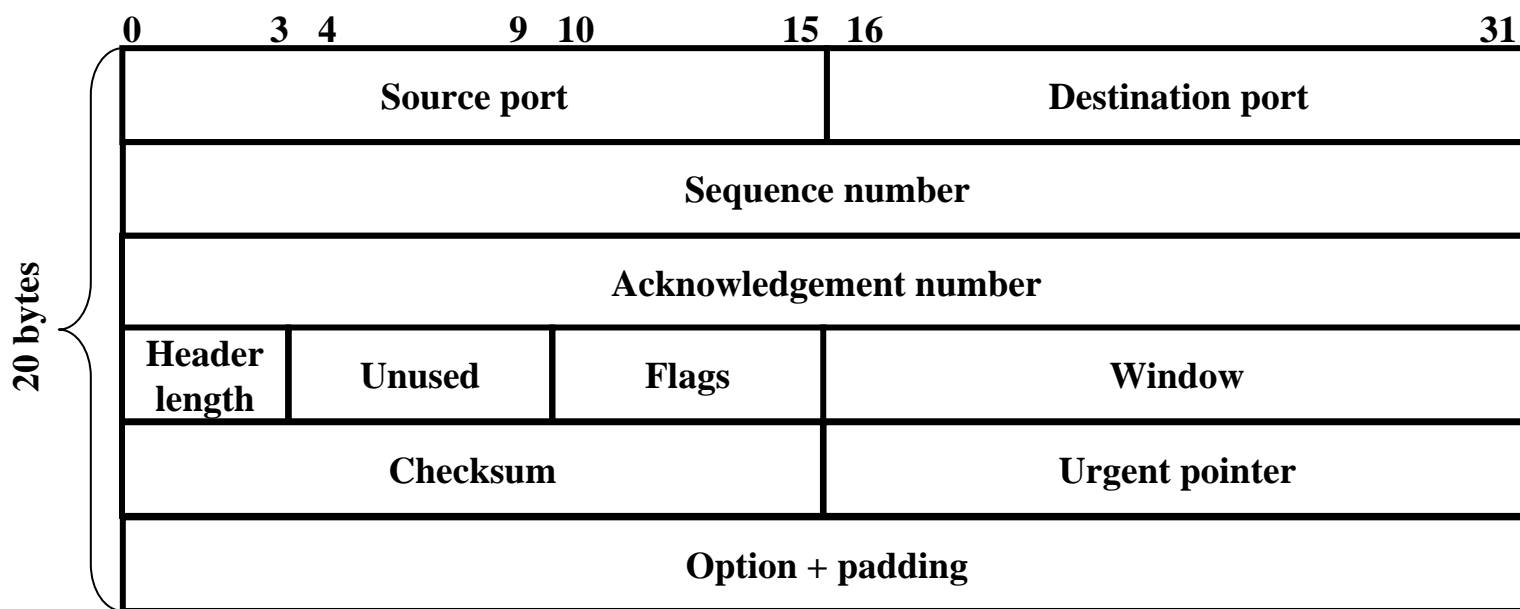 0 3 4 9 10 15 16 31
Source port Destination port
Sequence number
Acknowledgement number
20 bytes
Header
length
Unused Flags Window
Checksum Urgent pointer
Option + padding